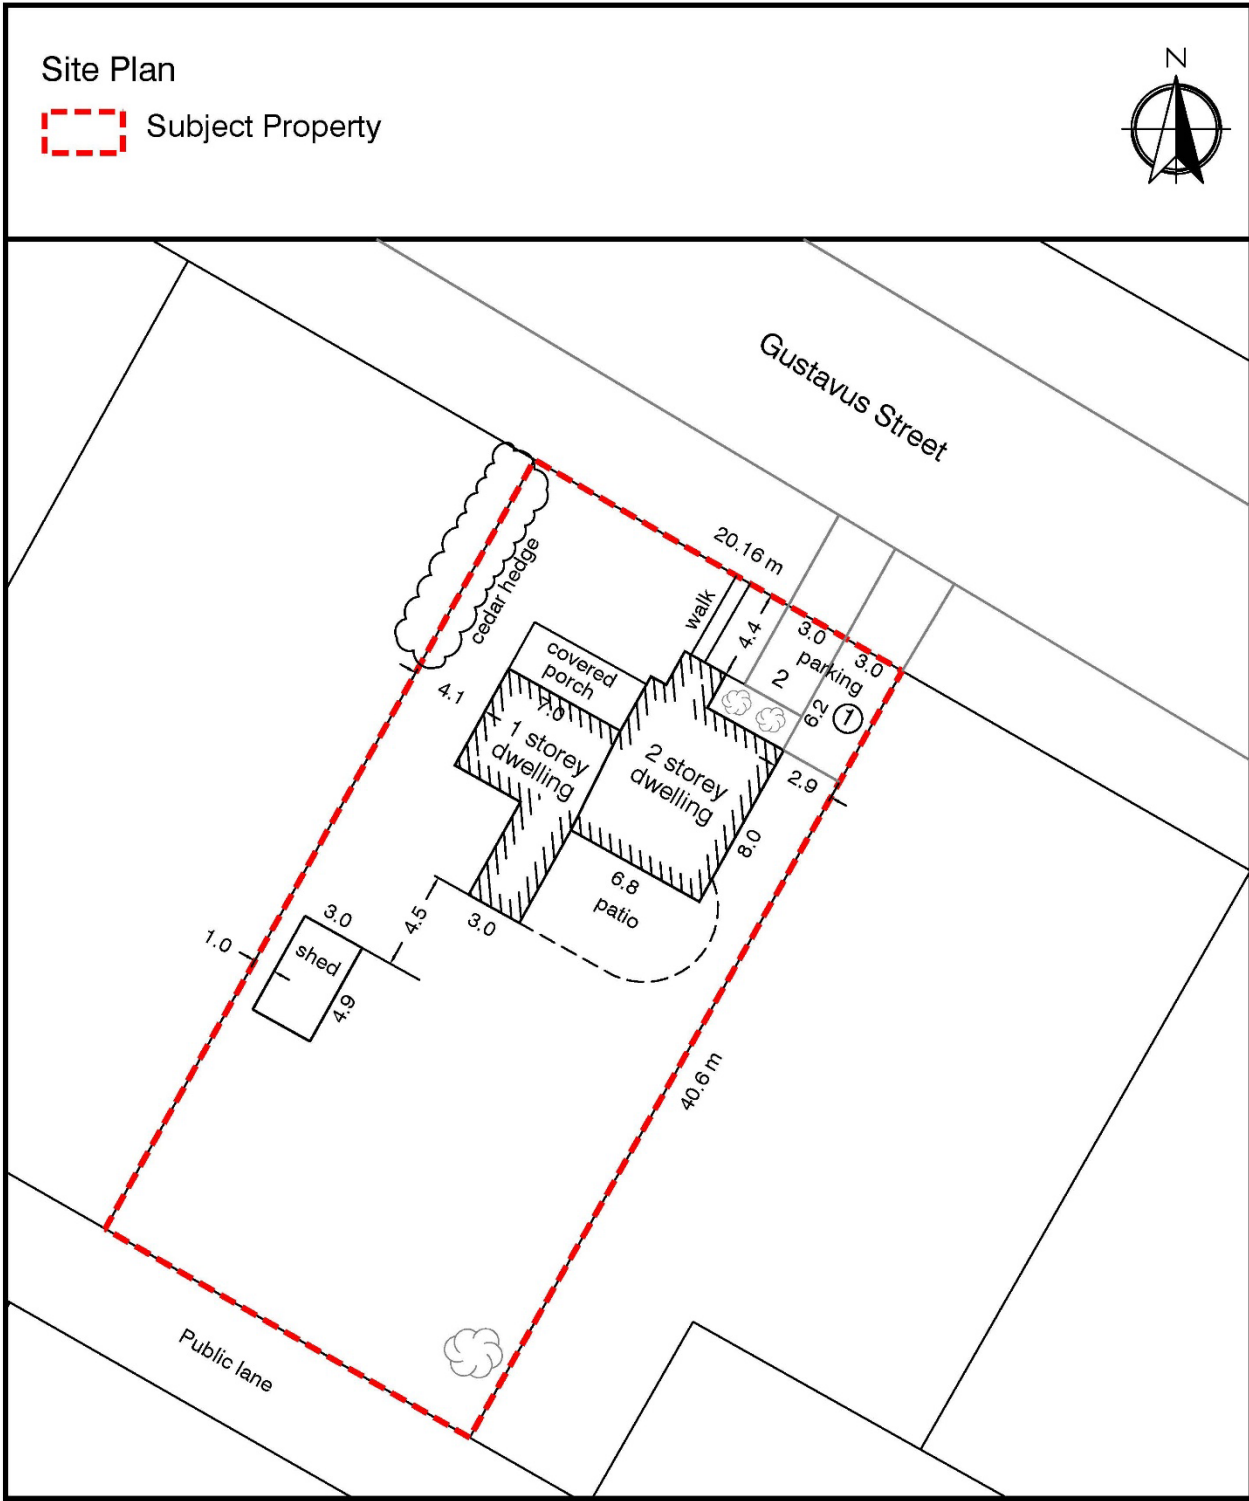 Site Plan
N
Subject Property
Gustavus Street
20.16 m
cedar hedge
walk
4.4
3.0
3.0
parking
2
6.2
1
covered
porch
4.1
7.0
1 storey
dwelling
2 storey
dwelling
2.9
8.0
6.8
patio
3.0
4.5
3.0
1.0
shed
4.9
40.6 m
Public lane